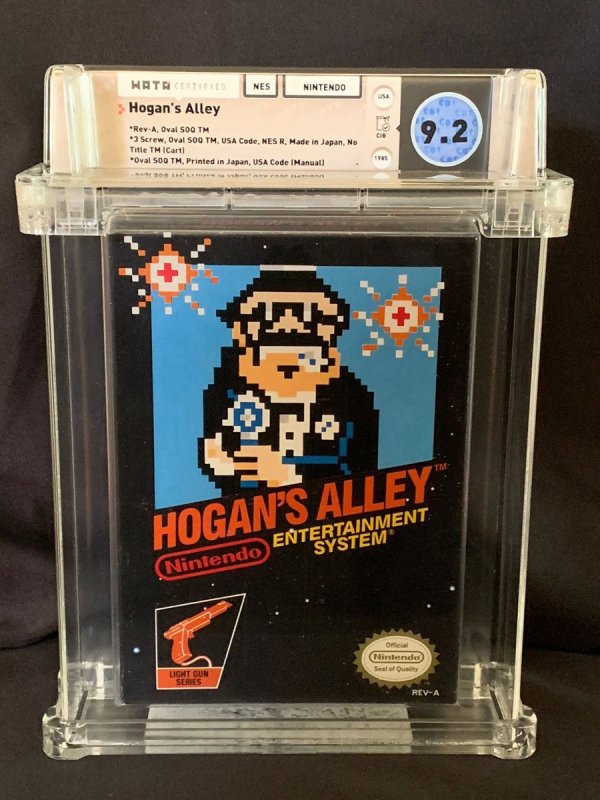 WATA CERTIFIED
NES
NINTENDO
USA
Hogan's Alley
CIB
9.2
*Rev-A, Oval SOQ TM
*3 Screw, Oval SOQ TM, USA Code, NES R, Made in Japan, No
Title TM (Cart)
*Oval SOQ TM, Printed in Japan, USA Code (Manual)
1985
HOGAN'S ALLEY™
Nintendo
ENTERTAINMENT
SYSTEM®
LIGHT GUN
SERIES
Official
Nintendo
Seal of Quality
REV-A